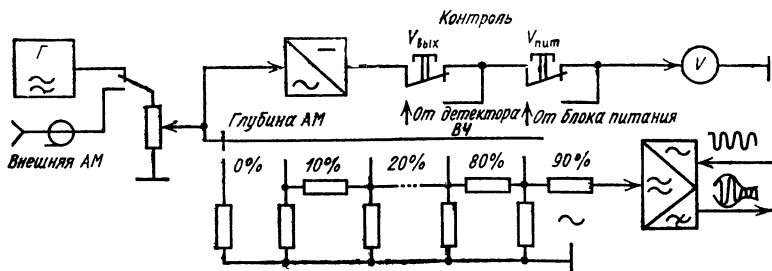 Контроль
Г
Vвых
Vпит
V
От детектора ВЧ
От блока питания
Глубина АМ
Внешняя АМ
0%
10%
20%
80%
90%